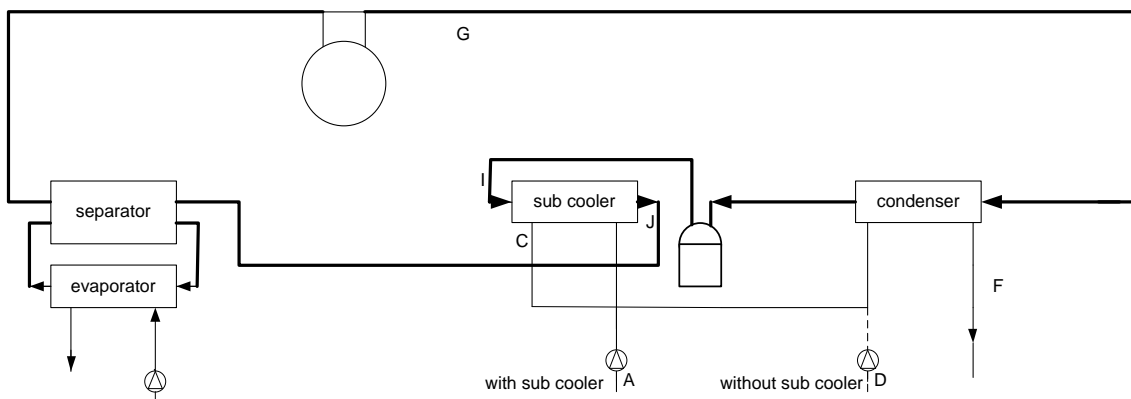 G
I
sub cooler
condenser
separator
J
C
evaporator
F
with sub cooler A
without sub cooler D